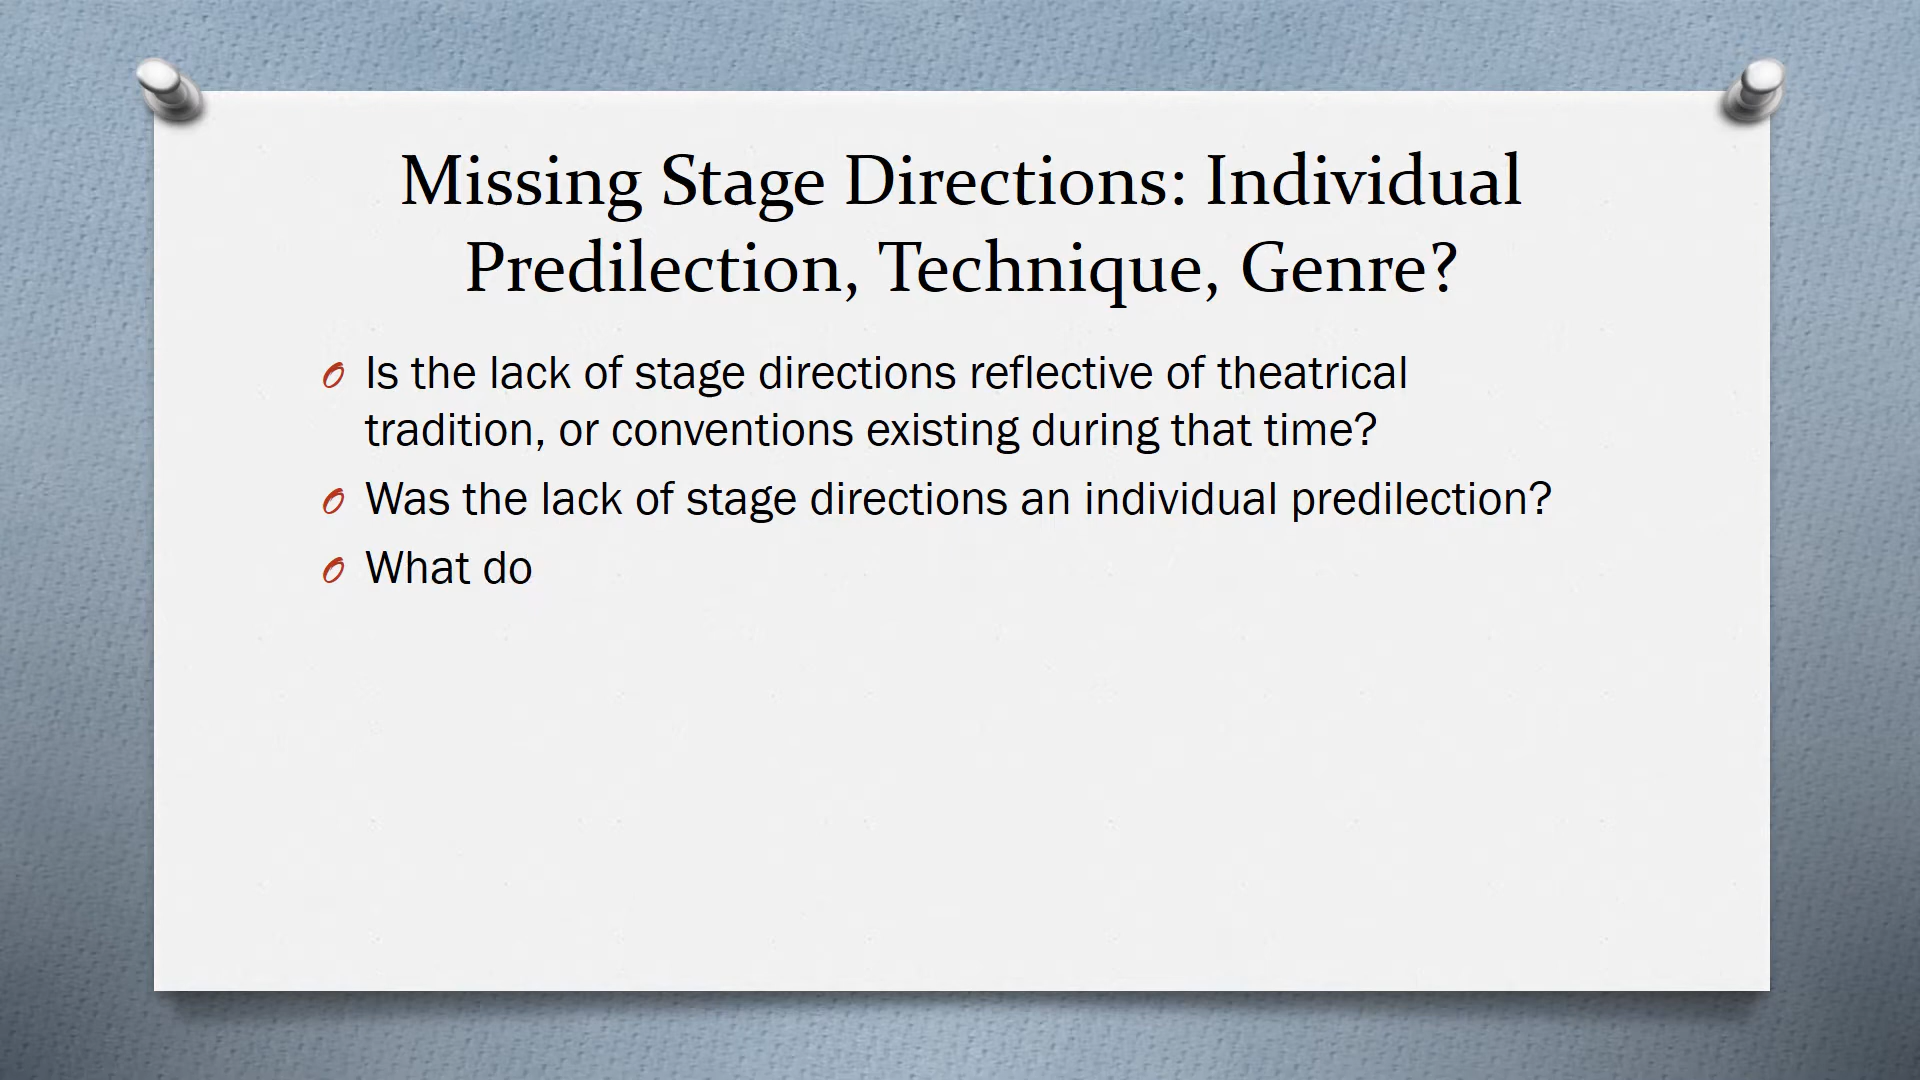 Missing Stage Directions: Individual
Predilection, Technique, Genre?
Is the lack of stage directions reflective of theatrical
tradition, or conventions existing during that time?
Was the lack of stage directions an individual predilection?
What do